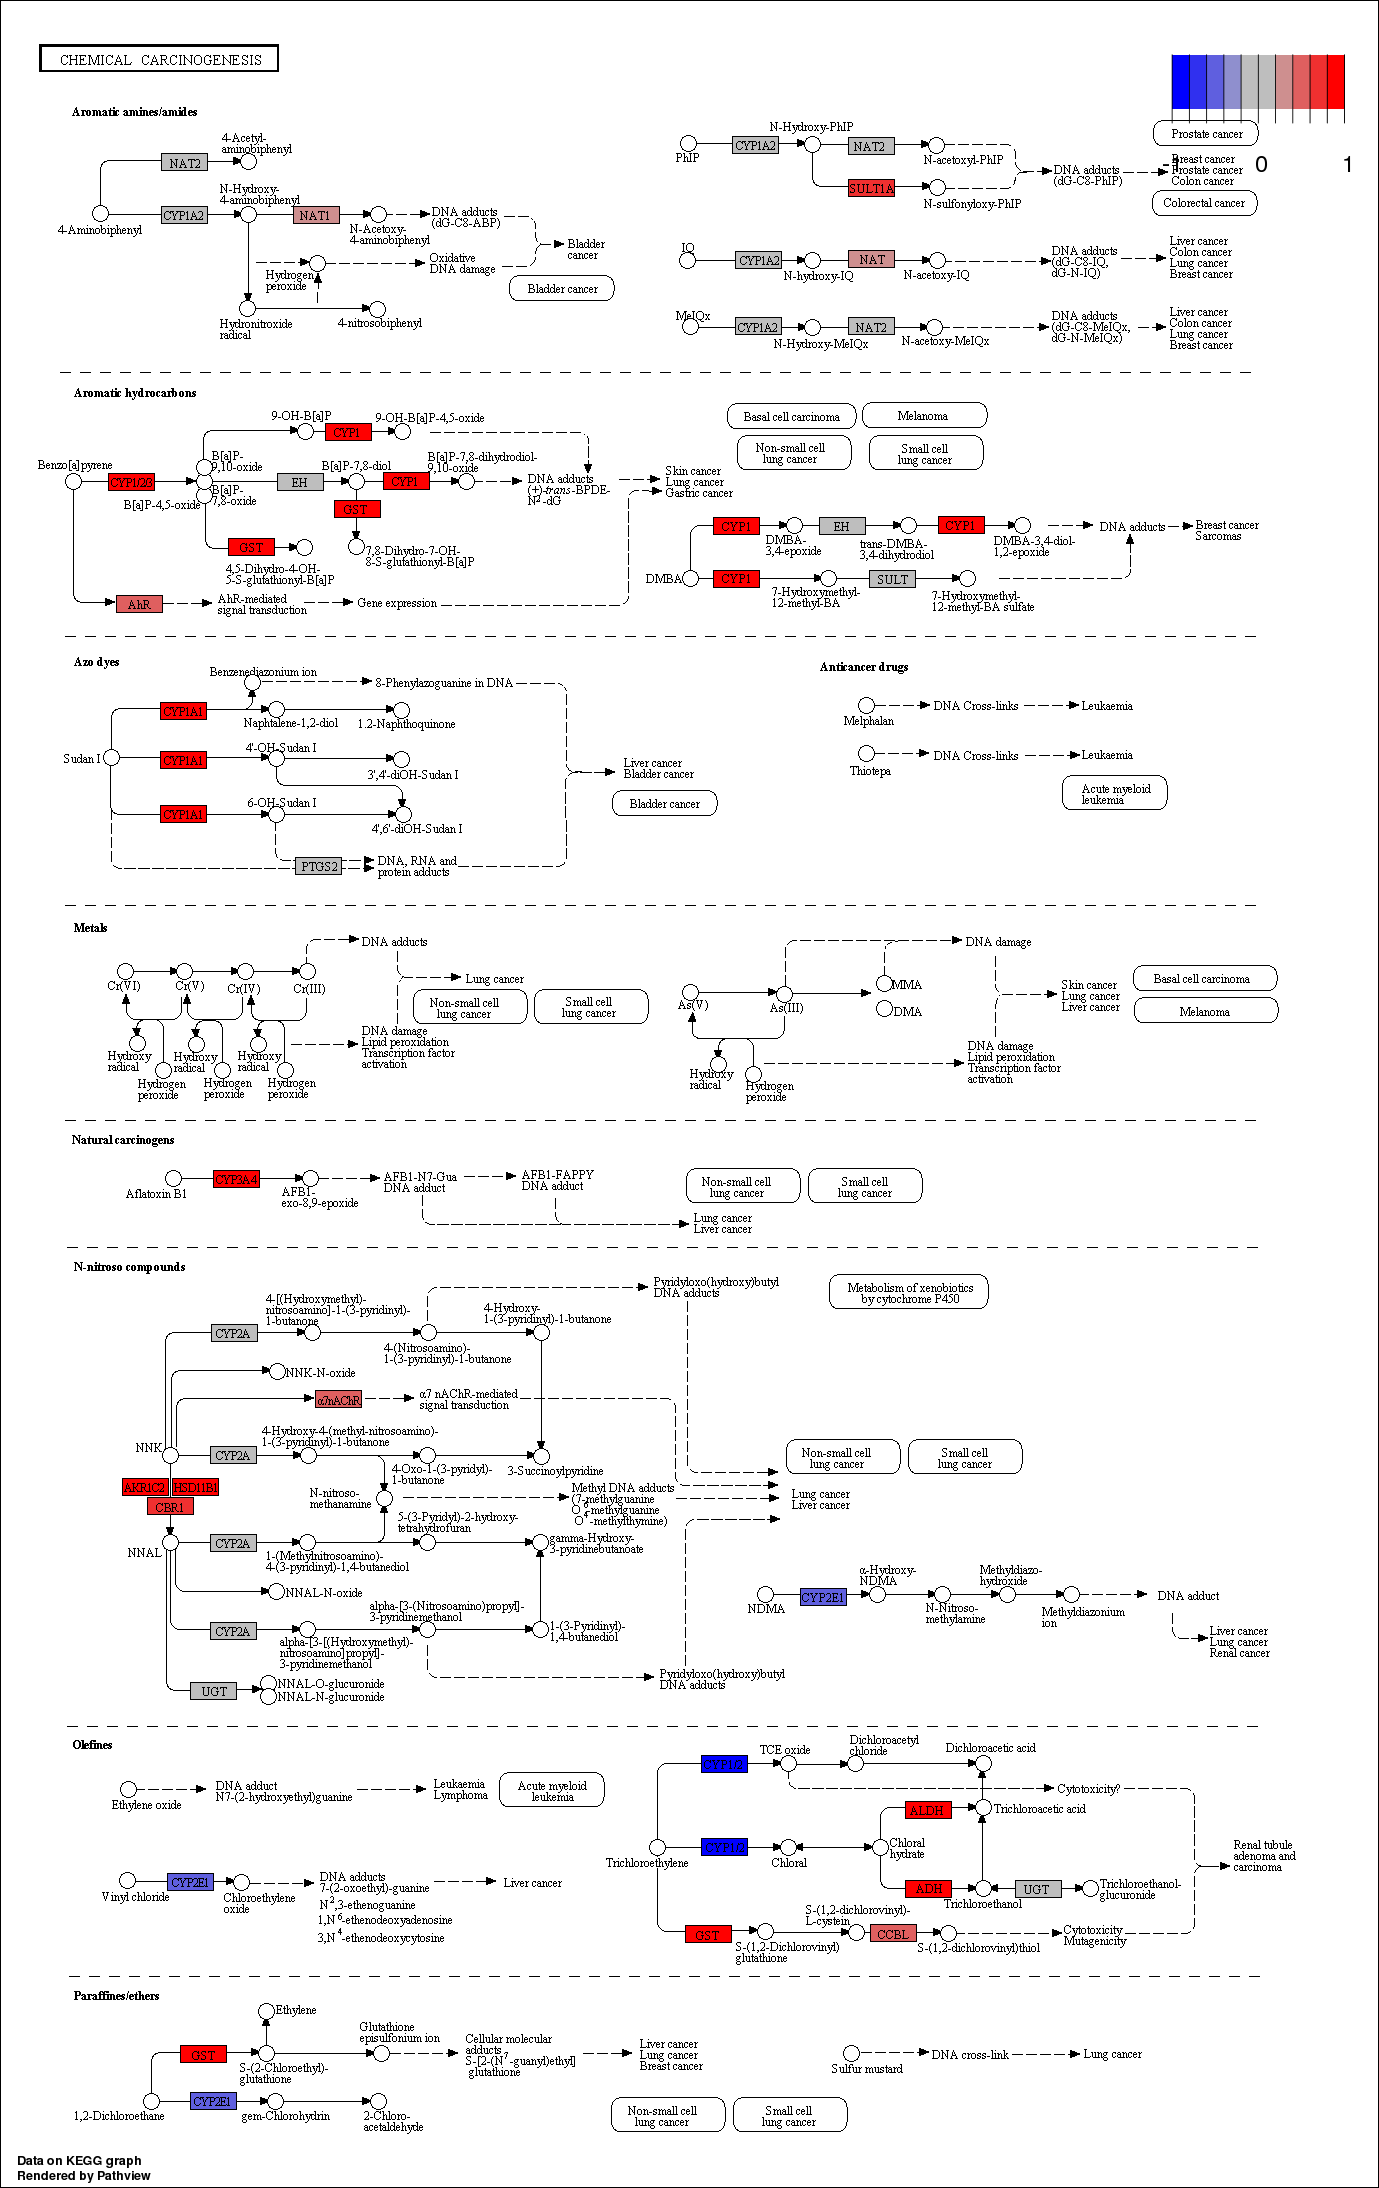 CHEMICAL CARCINOGENESIS
-1
0
1
Aromatic amines/amides
4-Acetyl-
aminobiphenyl
NAT2
N-Hydroxy-
4-aminobiphenyl
CYP1A2
NAT1
4-Aminobiphenyl
N-Acetoxy-
4-aminobiphenyl
DNA adducts
(dG-C8-ABP)
Oxidative
DNA damage
Bladder
cancer
Bladder cancer
Hydrogen
peroxide
Hydronitroxide
radical
4-nitrosobiphenyl
N-Hydroxy-PhIP
PhIP
CYP1A2
NAT2
N-acetoxyl-PhIP
SULT1A
N-sulfonyloxy-PhIP
DNA adducts
(dG-C8-PhIP)
Prostate cancer
Breast cancer
Prostate cancer
Colon cancer
Colorectal cancer
IQ
CYP1A2
NAT
N-hydroxy-IQ
N-acetoxy-IQ
DNA adducts
(dG-C8-IQ,
dG-N-IQ)
Liver cancer
Colon cancer
Lung cancer
Breast cancer
MeIQx
CYP1A2
NAT2
N-Hydroxy-MeIQx
N-acetoxy-MeIQx
DNA adducts
(dG-C8-MeIQx,
dG-N-MeIQx)
Liver cancer
Colon cancer
Lung cancer
Breast cancer
Aromatic hydrocarbons
9-OH-B[a]P
CYP1
9-OH-B[a]P-4,5-oxide
Benzo[a]pyrene
CYP1/2/3
B[a]P-
9,10-oxide
B[a]P-
7,8-oxide
B[a]P-4,5-oxide
EH
B[a]P-7,8-diol
CYP1
B[a]P-7,8-dihydrodiol-
9,10-oxide
DNA adducts
(+)-trans-BPDE-
N2-dG
Skin cancer
Lung cancer
Gastric cancer
GST
GST
7,8-Dihydro-7-OH-
8-S-glutathionyl-B[a]P
4,5-Dihydro-4-OH-
5-S-glutathionyl-B[a]P
AhR
AhR-mediated
signal transduction
Gene expression
Basal cell carcinoma
Melanoma
Non-small cell
lung cancer
Small cell
lung cancer
CYP1
EH
CYP1
DMBA-
3,4-epoxide
trans-DMBA-
3,4-dihydrodiol
DMBA-3,4-diol-
1,2-epoxide
DNA adducts
Breast cancer
Sarcomas
DMBA
CYP1
SULT
7-Hydroxymethyl-
12-methyl-BA
7-Hydroxymethyl-
12-methyl-BA sulfate
Azo dyes
Benzenediazonium ion
8-Phenylazoguanine in DNA
CYP1A1
Naphtalene-1,2-diol
1.2-Naphthoquinone
Sudan I
CYP1A1
4'-OH-Sudan I
3',4'-diOH-Sudan I
CYP1A1
6-OH-Sudan I
4',6'-diOH-Sudan I
PTGS2
DNA, RNA and
protein adducts
Liver cancer
Bladder cancer
Bladder cancer
Anticancer drugs
Melphalan
DNA Cross-links
Leukaemia
Thiotepa
DNA Cross-links
Leukaemia
Acute myeloid
leukemia
Metals
DNA adducts
Cr(VI)
Cr(V)
Cr(IV)
Cr(III)
Lung cancer
Non-small cell
lung cancer
Small cell
lung cancer
Hydroxy
radical
Hydroxy
radical
Hydroxy
radical
Hydrogen
peroxide
Hydrogen
peroxide
Hydrogen
peroxide
DNA damage
Lipid peroxidation
Transcription factor
activation
DNA damage
As(V)
As(III)
MMA
DMA
Skin cancer
Lung cancer
Liver cancer
Basal cell carcinoma
Melanoma
Hydroxy
radical
Hydrogen
peroxide
DNA damage
Lipid peroxidation
Transcription factor
activation
Natural carcinogens
Aflatoxin B1
CYP3A4
AFB1-
exo-8,9-epoxide
AFB1-N7-Gua
DNA adduct
AFB1-FAPPY
DNA adduct
Non-small cell
lung cancer
Small cell
lung cancer
Lung cancer
Liver cancer
N-nitroso compounds
4-[(Hydroxymethyl)-
nitrosoamino]-1-(3-pyridinyl)-
1-butanone
CYP2A
4-(Nitrosoamino)-
1-(3-pyridinyl)-1-butanone
4-Hydroxy-
1-(3-pyridinyl)-1-butanone
Pyridyloxo(hydroxy)butyl
DNA adducts
Metabolism of xenobiotics
by cytochrome P450
NNK-N-oxide
α7nAChR
α7 nAChR-mediated
signal transduction
4-Hydroxy-4-(methyl-nitrosoamino)-
1-(3-pyridinyl)-1-butanone
NNK
CYP2A
4-Oxo-1-(3-pyridyl)-
1-butanone
3-Succinoylpyridine
AKR1C2
HSD11B1
CBR1
N-nitroso-
methanamine
Methyl DNA adducts
(7-methylguanine
O6-methylguanine
O4-methylthymine)
Non-small cell
lung cancer
Small cell
lung cancer
Lung cancer
Liver cancer
5-(3-Pyridyl)-2-hydroxy-
tetrahydrofuran
NNAL
CYP2A
1-(Methylnitrosoamino)-
4-(3-pyridinyl)-1,4-butanediol
gamma-Hydroxy-
3-pyridinebutanoate
NNAL-N-oxide
alpha-[3-(Nitrosoamino)propyl]-
3-pyridinemethanol
CYP2A
alpha-[3-[(Hydroxymethyl)-
nitrosoamino]propyl]-
3-pyridinemethanol
1-(3-Pyridinyl)-
1,4-butanediol
UGT
NNAL-O-glucuronide
NNAL-N-glucuronide
Pyridyloxo(hydroxy)butyl
DNA adducts
NDMA
CYP2E1
α-Hydroxy-
NDMA
N-Nitroso-
methylamine
Methyldiazo-
hydroxide
Methyldiazonium
ion
DNA adduct
Liver cancer
Lung cancer
Renal cancer
Olefines
Ethylene oxide
DNA adduct
N7-(2-hydroxyethyl)guanine
Leukaemia
Lymphoma
Acute myeloid
leukemia
Vinyl chloride
CYP2E1
Chloroethylene
oxide
DNA adducts
7-(2-oxoethyl)-guanine
N2,3-ethenoguanine
1,N6-ethenodeoxyadenosine
3,N4-ethenodeoxycytosine
Liver cancer
CYP1/2
TCE oxide
Dichloroacetyl
chloride
Dichloroacetic acid
Cytotoxicity?
ALDH
Trichloroacetic acid
Trichloroethylene
CYP1/2
Chloral
Chloral
hydrate
ADH
Trichloroethanol
UGT
Trichloroethanol-
glucuronide
Renal tubule
adenoma and
carcinoma
GST
S-(1,2-Dichlorovinyl)
glutathione
S-(1,2-dichlorovinyl)-
L-cystein
CCBL
S-(1,2-dichlorovinyl)thiol
Cytotoxicity
Mutagenicity
Paraffines/ethers
Ethylene
GST
S-(2-Chloroethyl)-
glutathione
Glutathione
episulfonium ion
Cellular molecular
adducts
S-[2-(N7-guanyl)ethyl]
glutathione
Liver cancer
Lung cancer
Breast cancer
1,2-Dichloroethane
CYP2E1
gem-Chlorohydrin
2-Chloro-
acetaldehyde
Non-small cell
lung cancer
Small cell
lung cancer
Sulfur mustard
DNA cross-link
Lung cancer
Data on KEGG graph
Rendered by Pathview